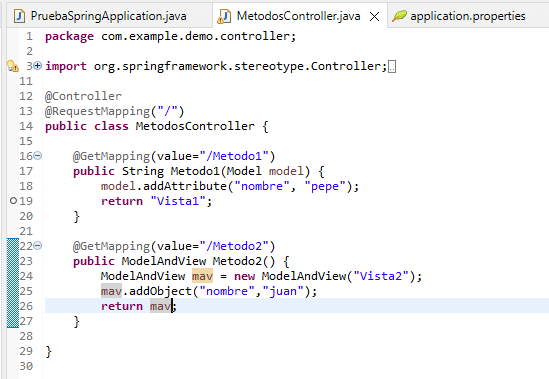 PruebaSpringApplication.java MetodosController.java application.properties
1 package com.example.demo.controller;
2
3 import org.springframework.stereotype.Controller;
11
12 @Controller
13 @RequestMapping("/")
14 public class MetodosController {
15
16 @GetMapping(value="/Metodo1")
17 public String Metodo1(Model model) {
18 model.addAttribute("nombre", "pepe");
19 return "Vista1";
20 }
21
22 @GetMapping(value="/Metodo2")
23 public ModelAndView Metodo2() {
24 ModelAndView mav = new ModelAndView("Vista2");
25 mav.addObject("nombre","juan");
26 return mav;
27 }
28
29 }
30